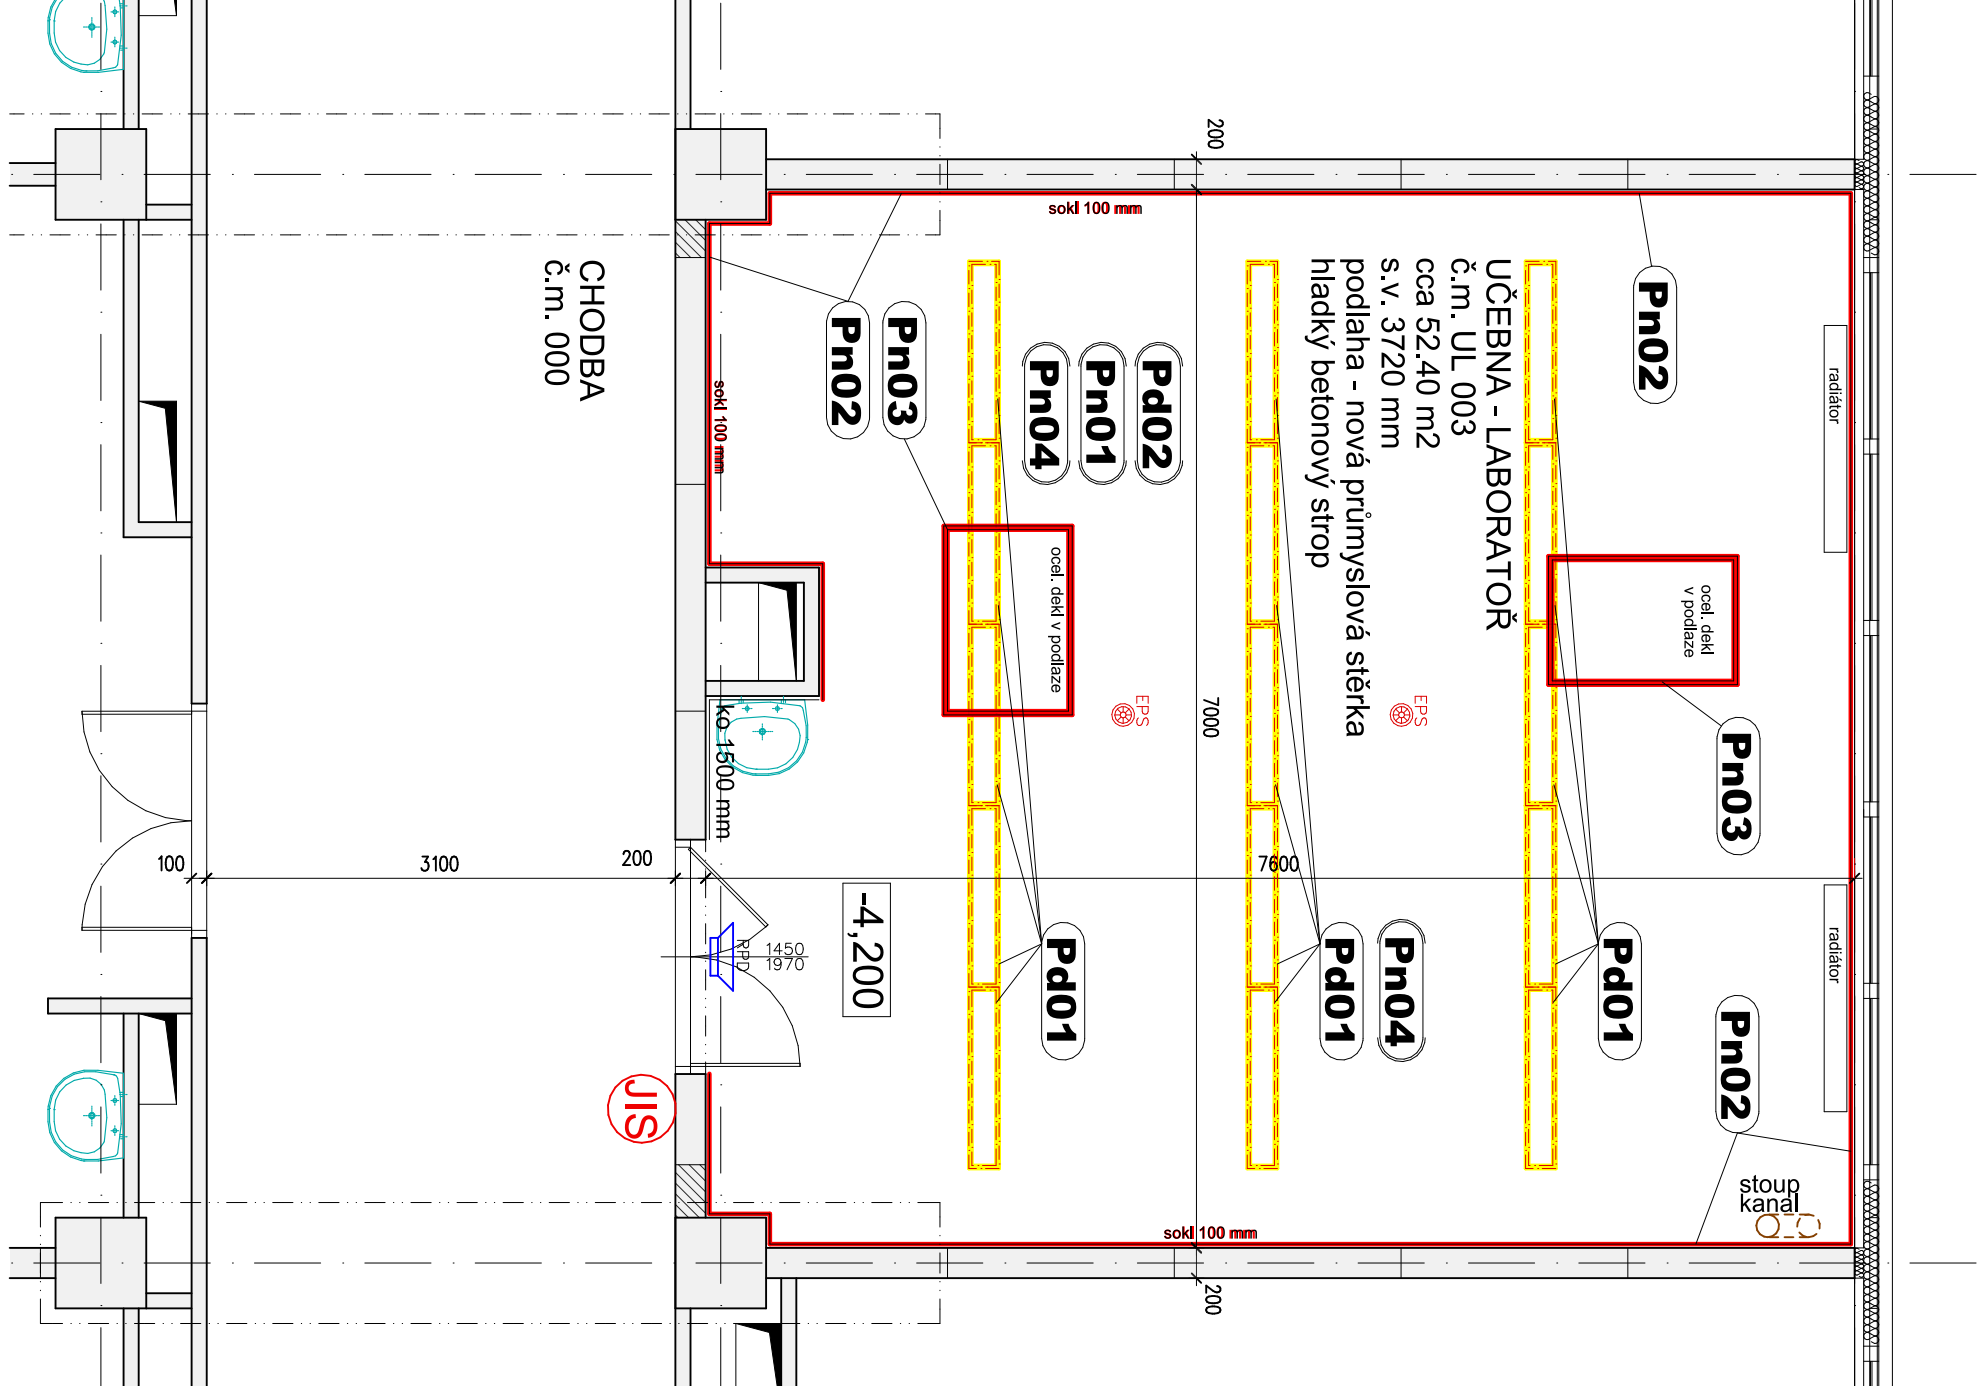 200
sokl 100 mm
UČEBNA - LABORATOŘ
č.m. UL 003
cca 52.40 m2
s.v. 3720 mm
podlaha - nová průmyslová stěrka
hladký betonový strop
CHODBA
č.m. 000
Pn02
radiátor
Pn03
Pn02
Pd02
Pn01
Pn04
sokl 100 mm
ocel. dekl v podlaze
ocel. dekl
v podlaze
EPS
EPS
7000
Pn03
ko 1500 mm
100
3100
200
7600
-4,200
RPD
1450
1970
Pd01
Pn04
Pd01
Pd01
radiátor
Pn02
JIS
stoup
kanál
sokl 100 mm
200